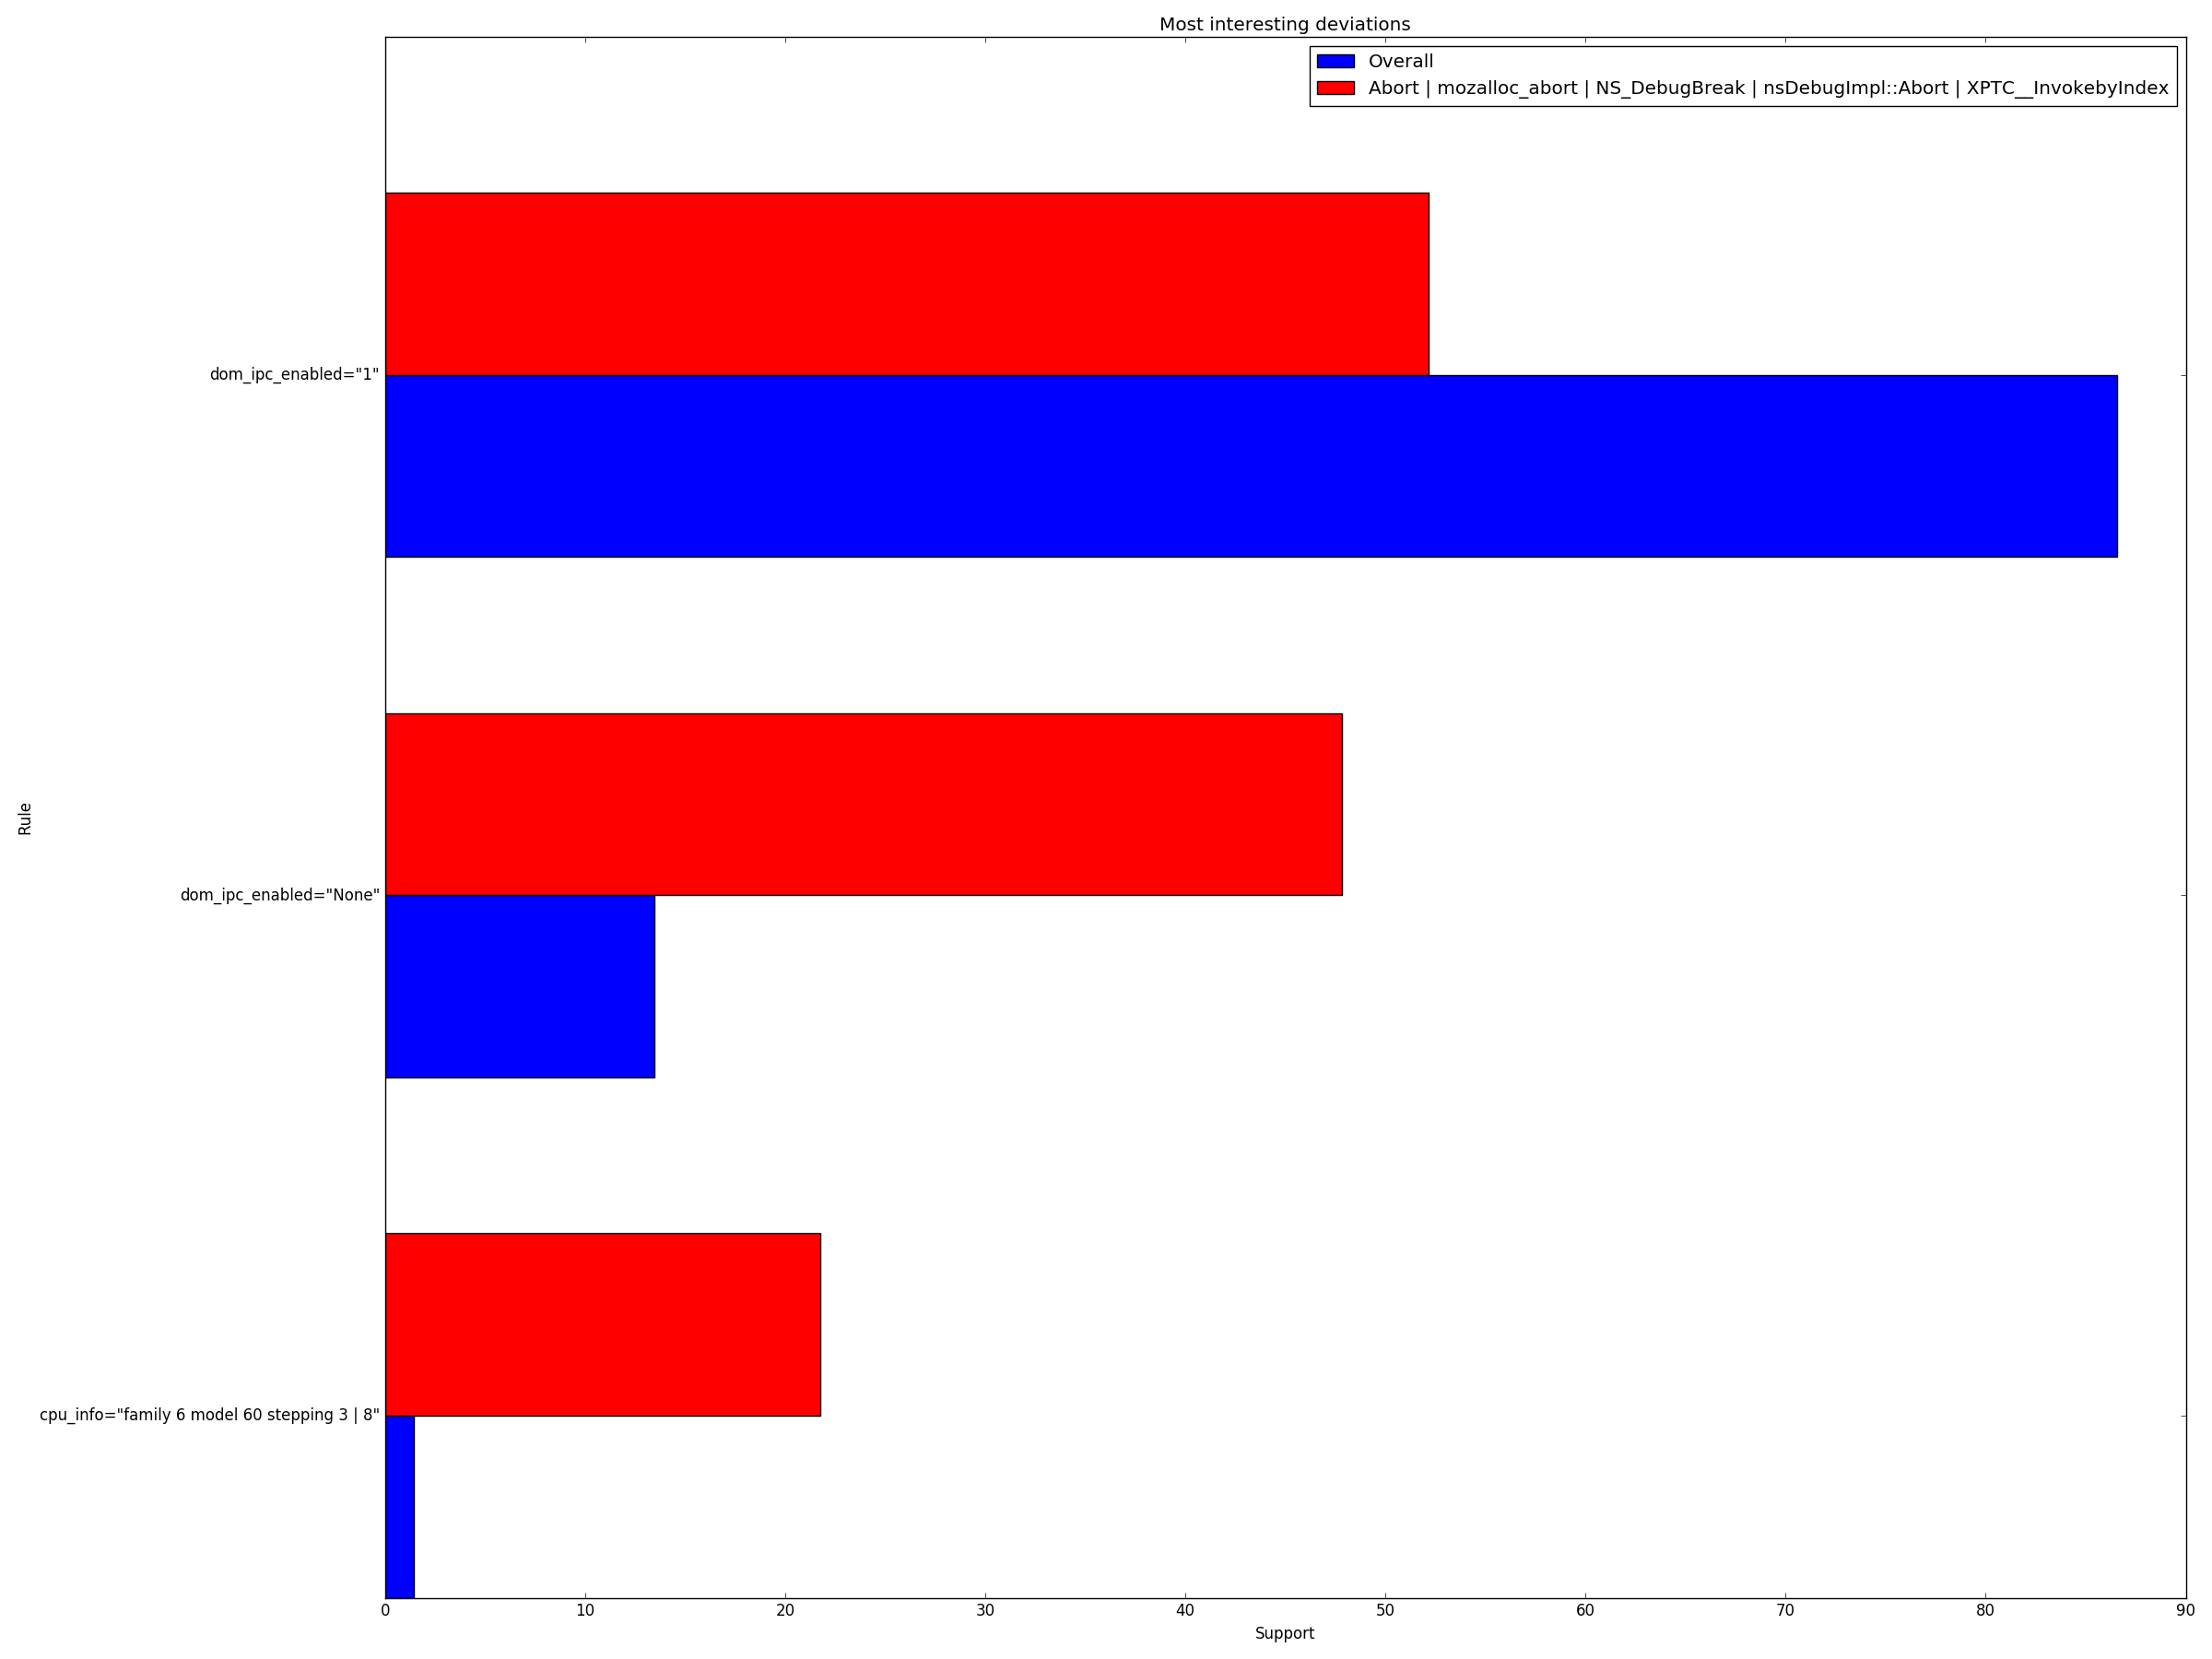 Most interesting deviations
Overall
Abort | mozalloc_abort | NS_DebugBreak | nsDebugImpl::Abort | XPTC__InvokebyIndex
dom_ipc_enabled="1"
dom_ipc_enabled="None"
cpu_info="family 6 model 60 stepping 3 | 8"
Rule
0 10 20 30 40 50 60 70 80 90
Support